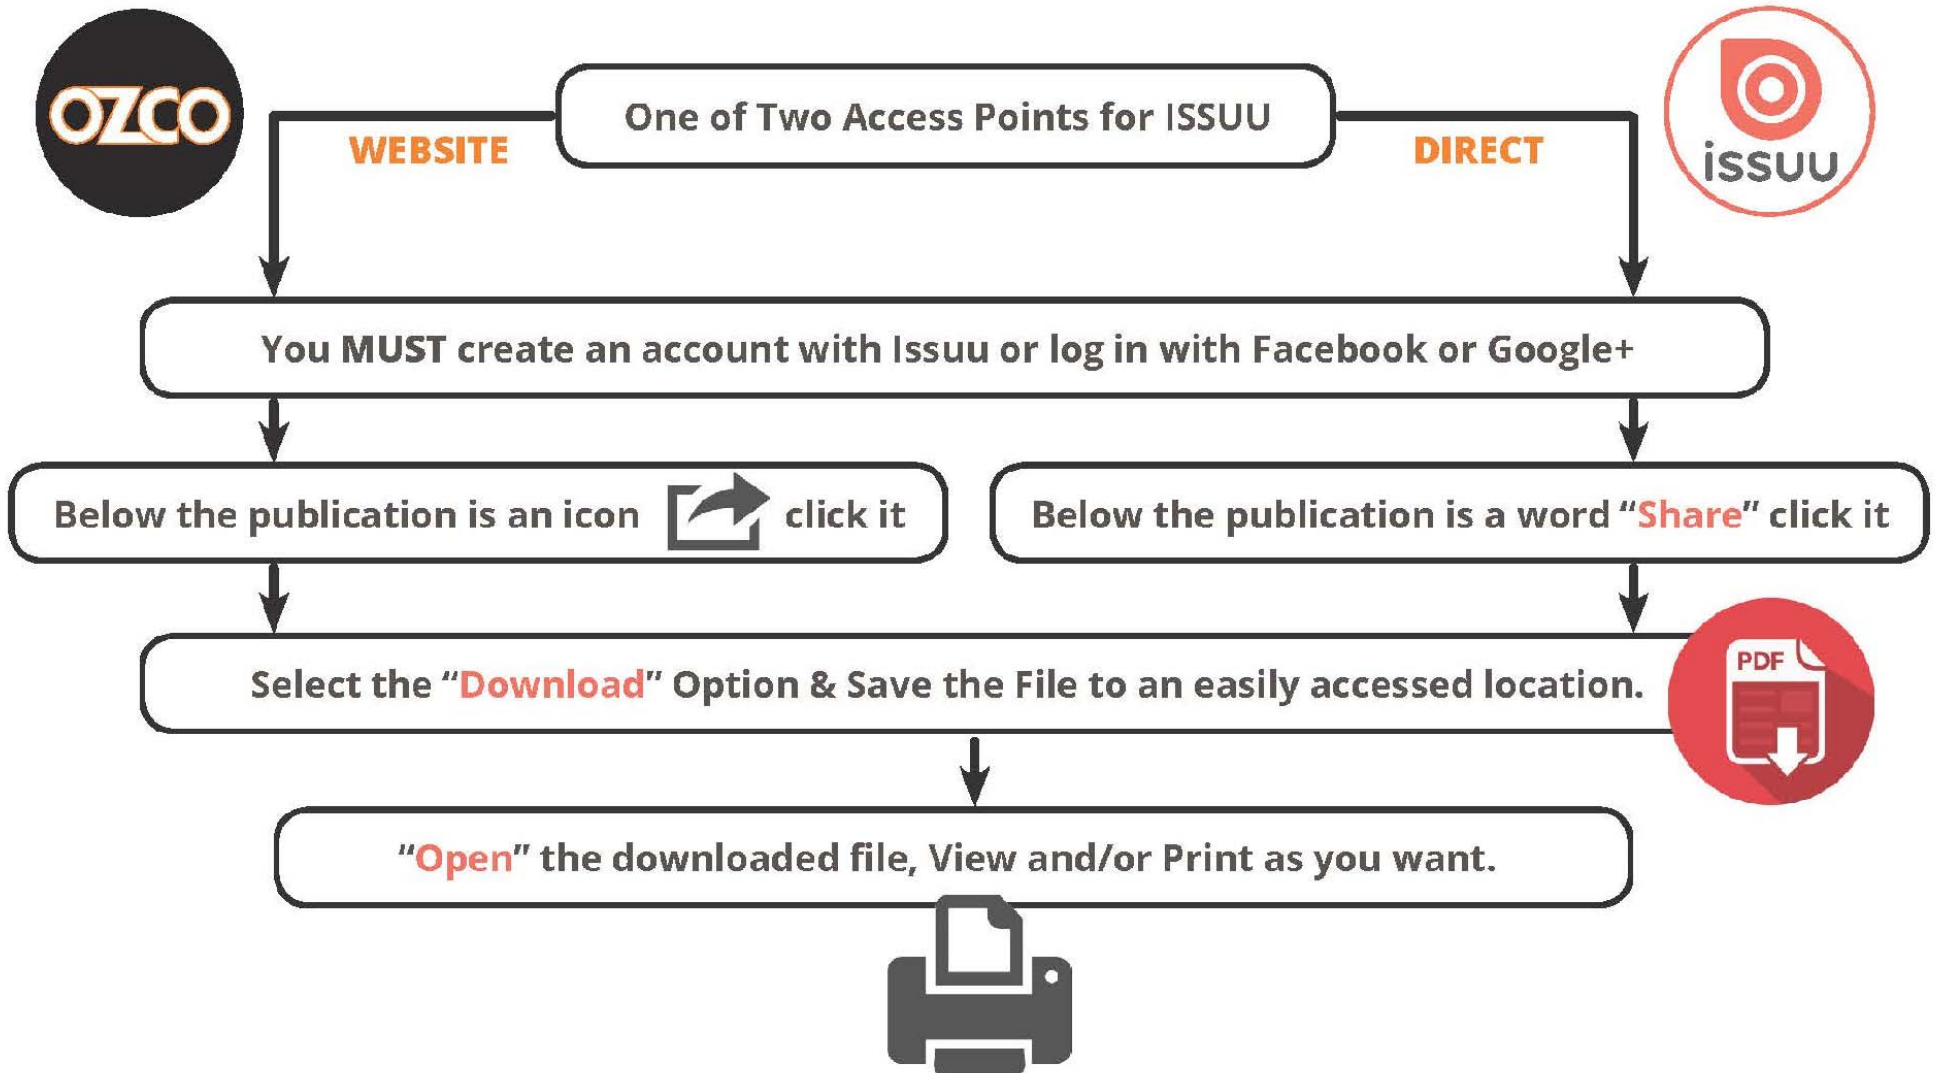 OZCO
One of Two Access Points for ISSUU
WEBSITE
DIRECT
issuu
You MUST create an account with Issuu or log in with Facebook or Google+
Below the publication is an icon click it
Below the publication is a word “Share” click it
Select the “Download” Option & Save the File to an easily accessed location.
PDF
“Open” the downloaded file, View and/or Print as you want.